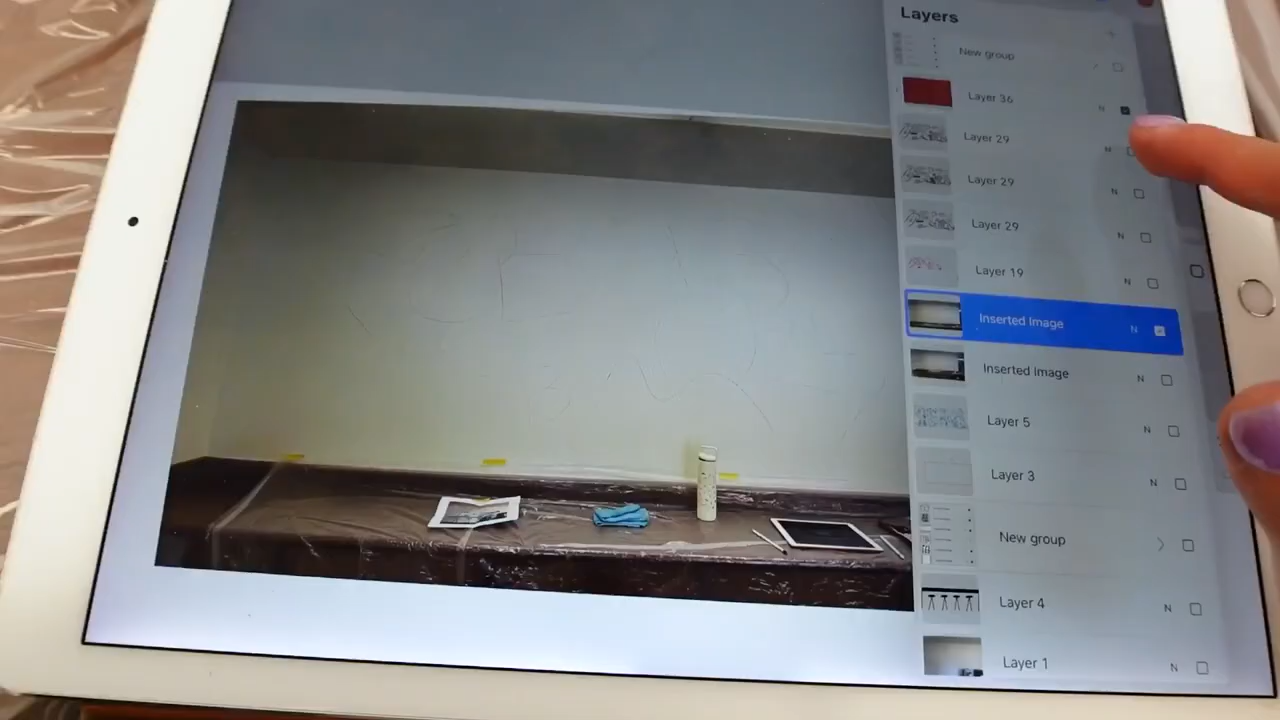 Layers
New group
Layer 36 N
Layer 29 N
Layer 29 N
Layer 29 N
Layer 19 N
Inserted Image N
Inserted Image N
Layer 5 N
Layer 3 N
New group
Layer 4 N
Layer 1 N